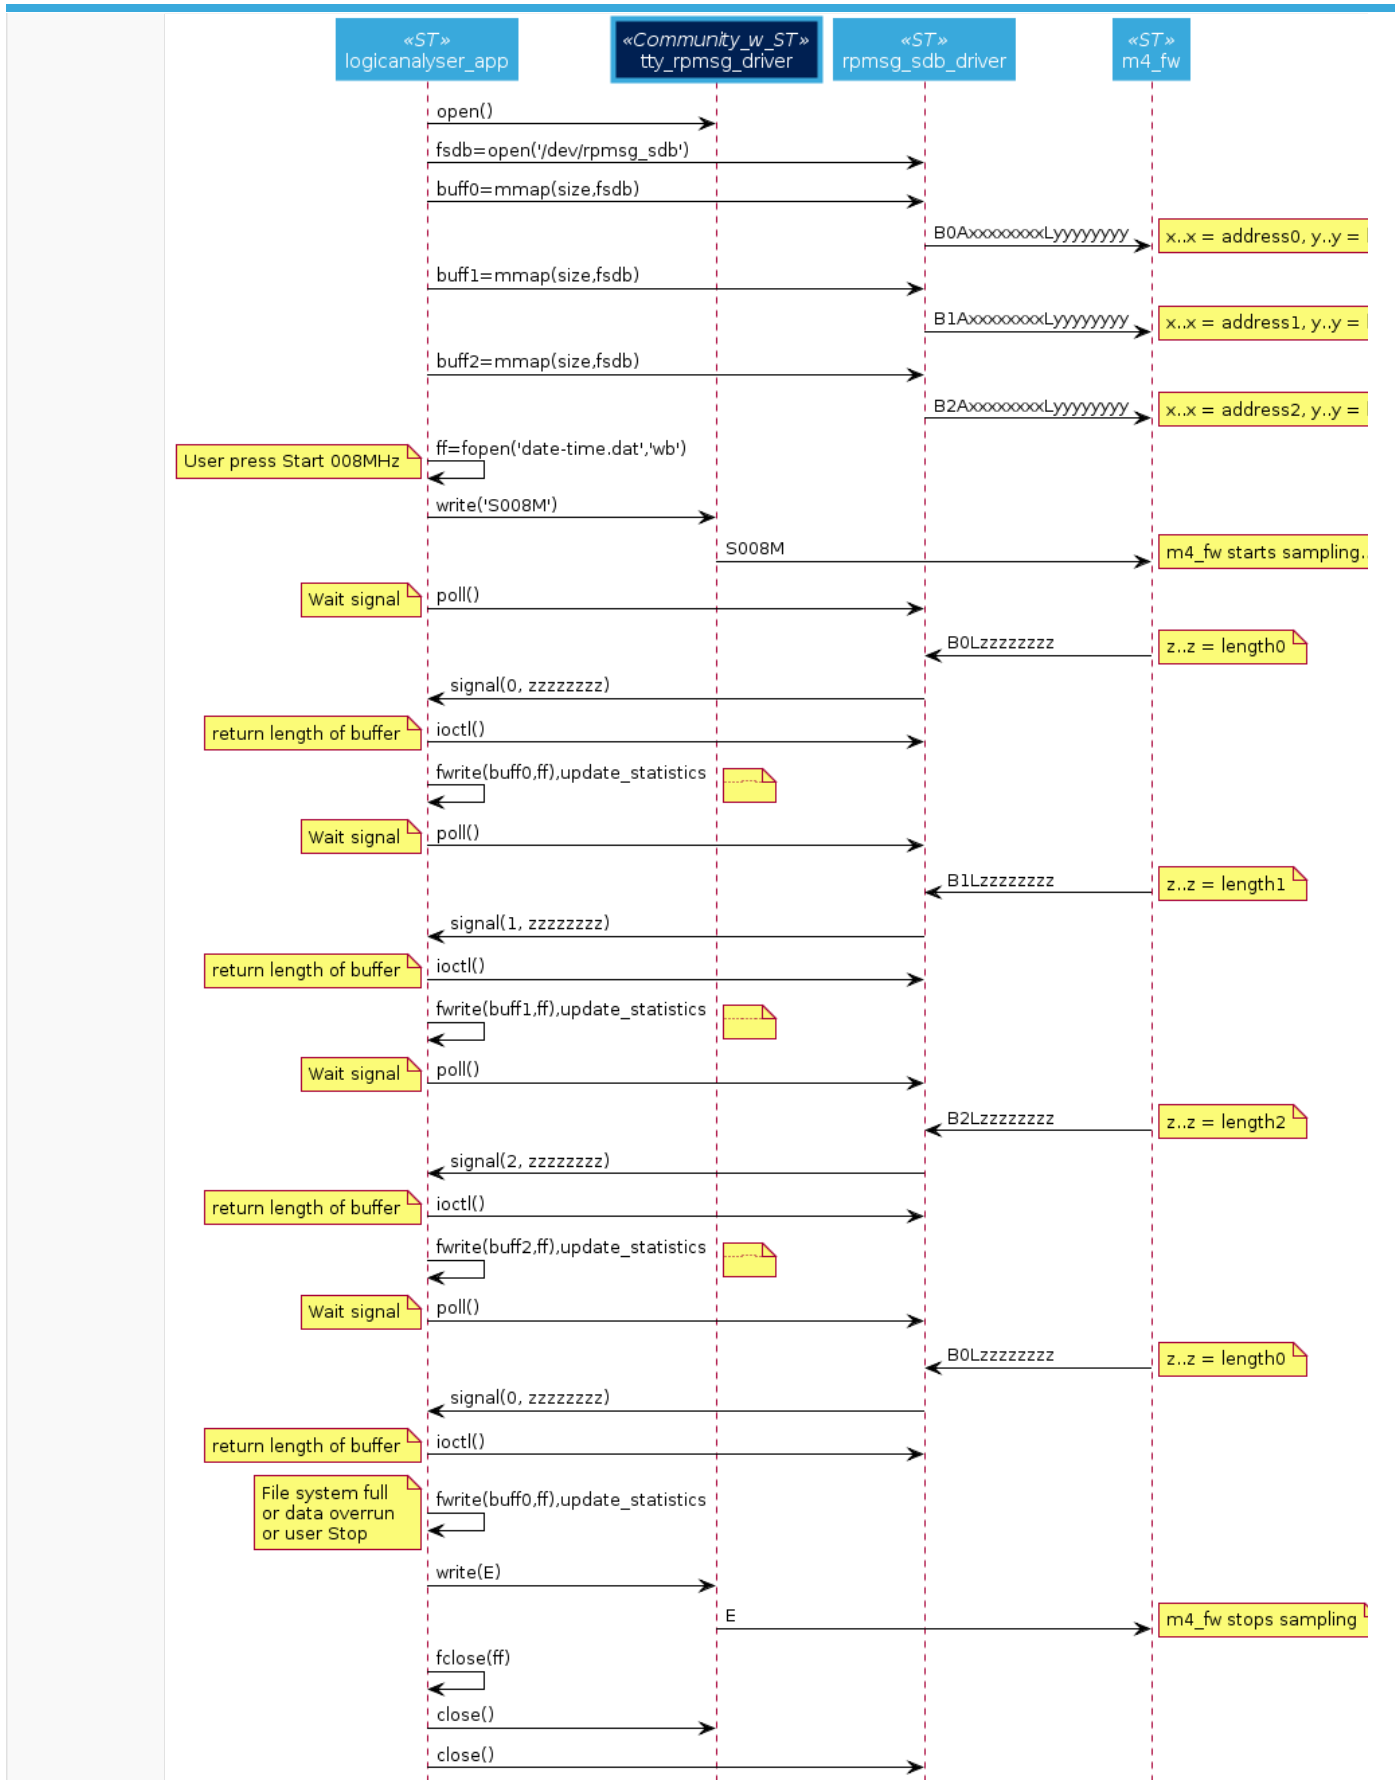 «ST»
logicanalyser_app
«Community_w_ST»
tty_rpmsg_driver
«ST»
rpmsg_sdb_driver
«ST»
m4_fw
open()
fsdb=open('/dev/rpmsg_sdb')
buff0=mmap(size,fsdb)
B0AxxxxxxxxLyyyyyyyy
x..x = address0, y..y =
buff1=mmap(size,fsdb)
B1AxxxxxxxxLyyyyyyyy
x..x = address1, y..y =
buff2=mmap(size,fsdb)
B2AxxxxxxxxLyyyyyyyy
x..x = address2, y..y =
User press Start 008MHz
ff=fopen('date-time.dat','wb')
write('S008M')
S008M
m4_fw starts sampling.
Wait signal
poll()
B0Lzzzzzzzz
z..z = length0
signal(0, zzzzzzzz)
return length of buffer
ioctl()
fwrite(buff0,ff),update_statistics
Wait signal
poll()
B1Lzzzzzzzz
z..z = length1
signal(1, zzzzzzzz)
return length of buffer
ioctl()
fwrite(buff1,ff),update_statistics
Wait signal
poll()
B2Lzzzzzzzz
z..z = length2
signal(2, zzzzzzzz)
return length of buffer
ioctl()
fwrite(buff2,ff),update_statistics
Wait signal
poll()
B0Lzzzzzzzz
z..z = length0
signal(0, zzzzzzzz)
return length of buffer
ioctl()
File system full
or data overrun
or user Stop
fwrite(buff0,ff),update_statistics
write(E)
E
m4_fw stops sampling
fclose(ff)
close()
close()